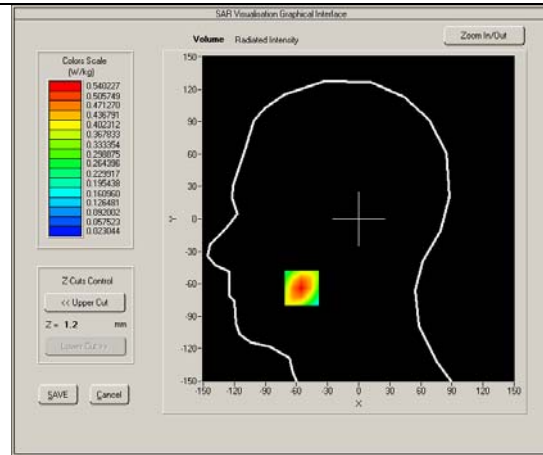 SAR Visualisation Graphical Interface
Volume Radiated Intensity
Zoom In/Out
Colors Scale
(W/kg)
0.540227
0.505749
0.471270
0.436791
0.402312
0.367833
0.333354
0.298875
0.264396
0.229917
0.195438
0.160960
0.126481
0.092002
0.057523
0.023044
Z Cuts Control
<< Upper Cut
Z = 1.2 mm
Lower Cut >>
SAVE Cancel
150
120
90
60
30
0
-30
-60
-90
-120
-150
Y
-150 -120 -90 -60 -30 0 30 60 90 120 150
X